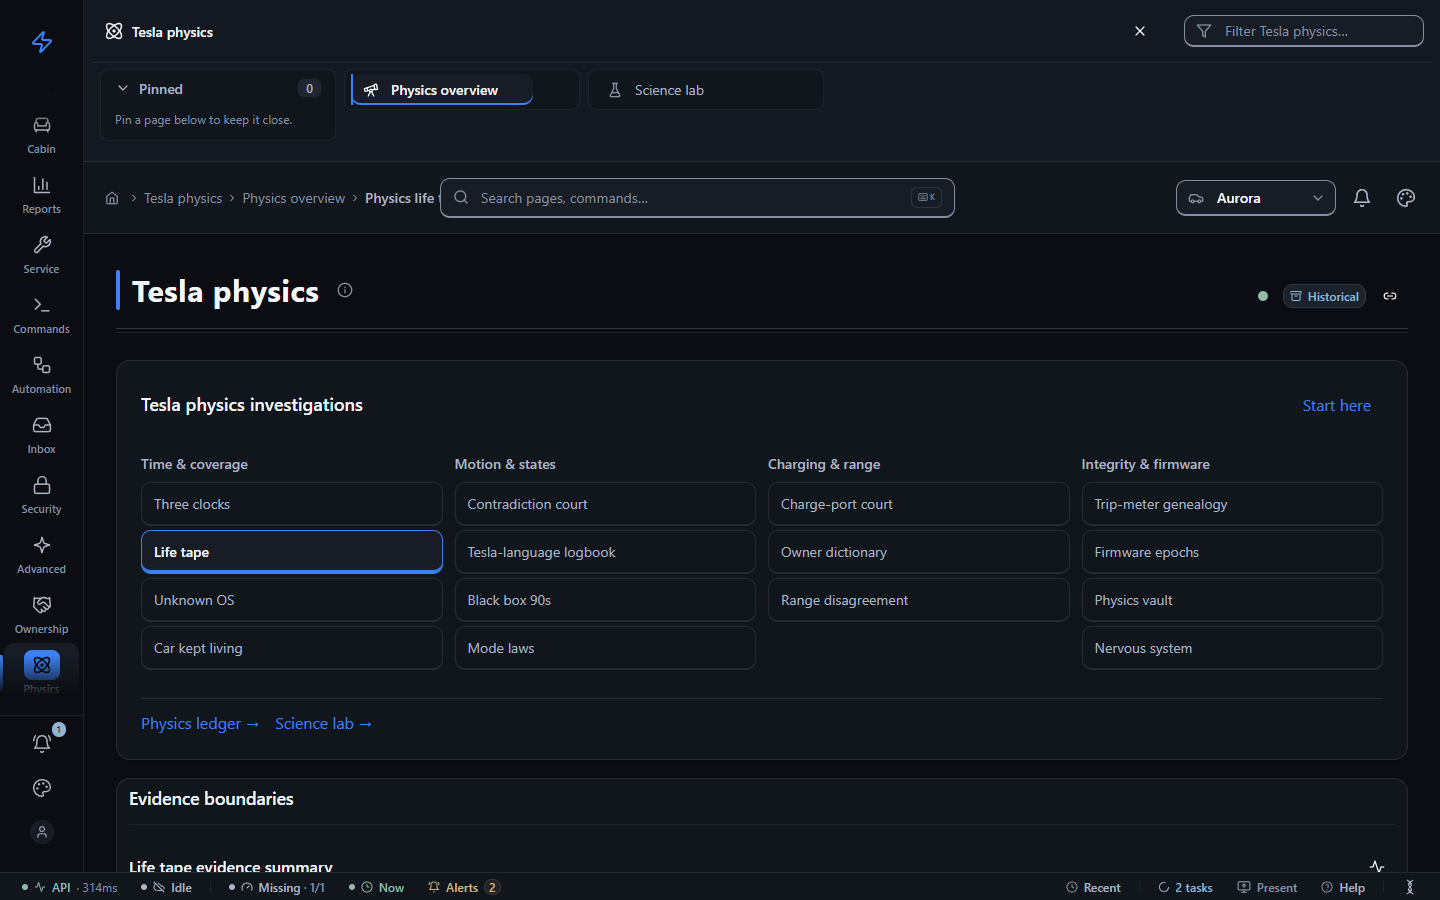 Tesla physics
Filter Tesla physics...
Pinned
0
Pin a page below to keep it close.
Physics overview
Science lab
Cabin
Reports
Service
Commands
Automation
Inbox
Security
Advanced
Ownership
Physics
1
Tesla physics
Physics overview
Physics life
Search pages, commands...
K
Aurora
Tesla physics
Historical
Tesla physics investigations
Start here
Time & coverage
Three clocks
Life tape
Unknown OS
Car kept living
Motion & states
Contradiction court
Tesla-language logbook
Black box 90s
Mode laws
Charging & range
Charge-port court
Owner dictionary
Range disagreement
Integrity & firmware
Trip-meter genealogy
Firmware epochs
Physics vault
Nervous system
Physics ledger →
Science lab →
Evidence boundaries
Life tape evidence summary
API · 314ms
Idle
Missing · 1/1
Now
Alerts 2
Recent
2 tasks
Present
Help